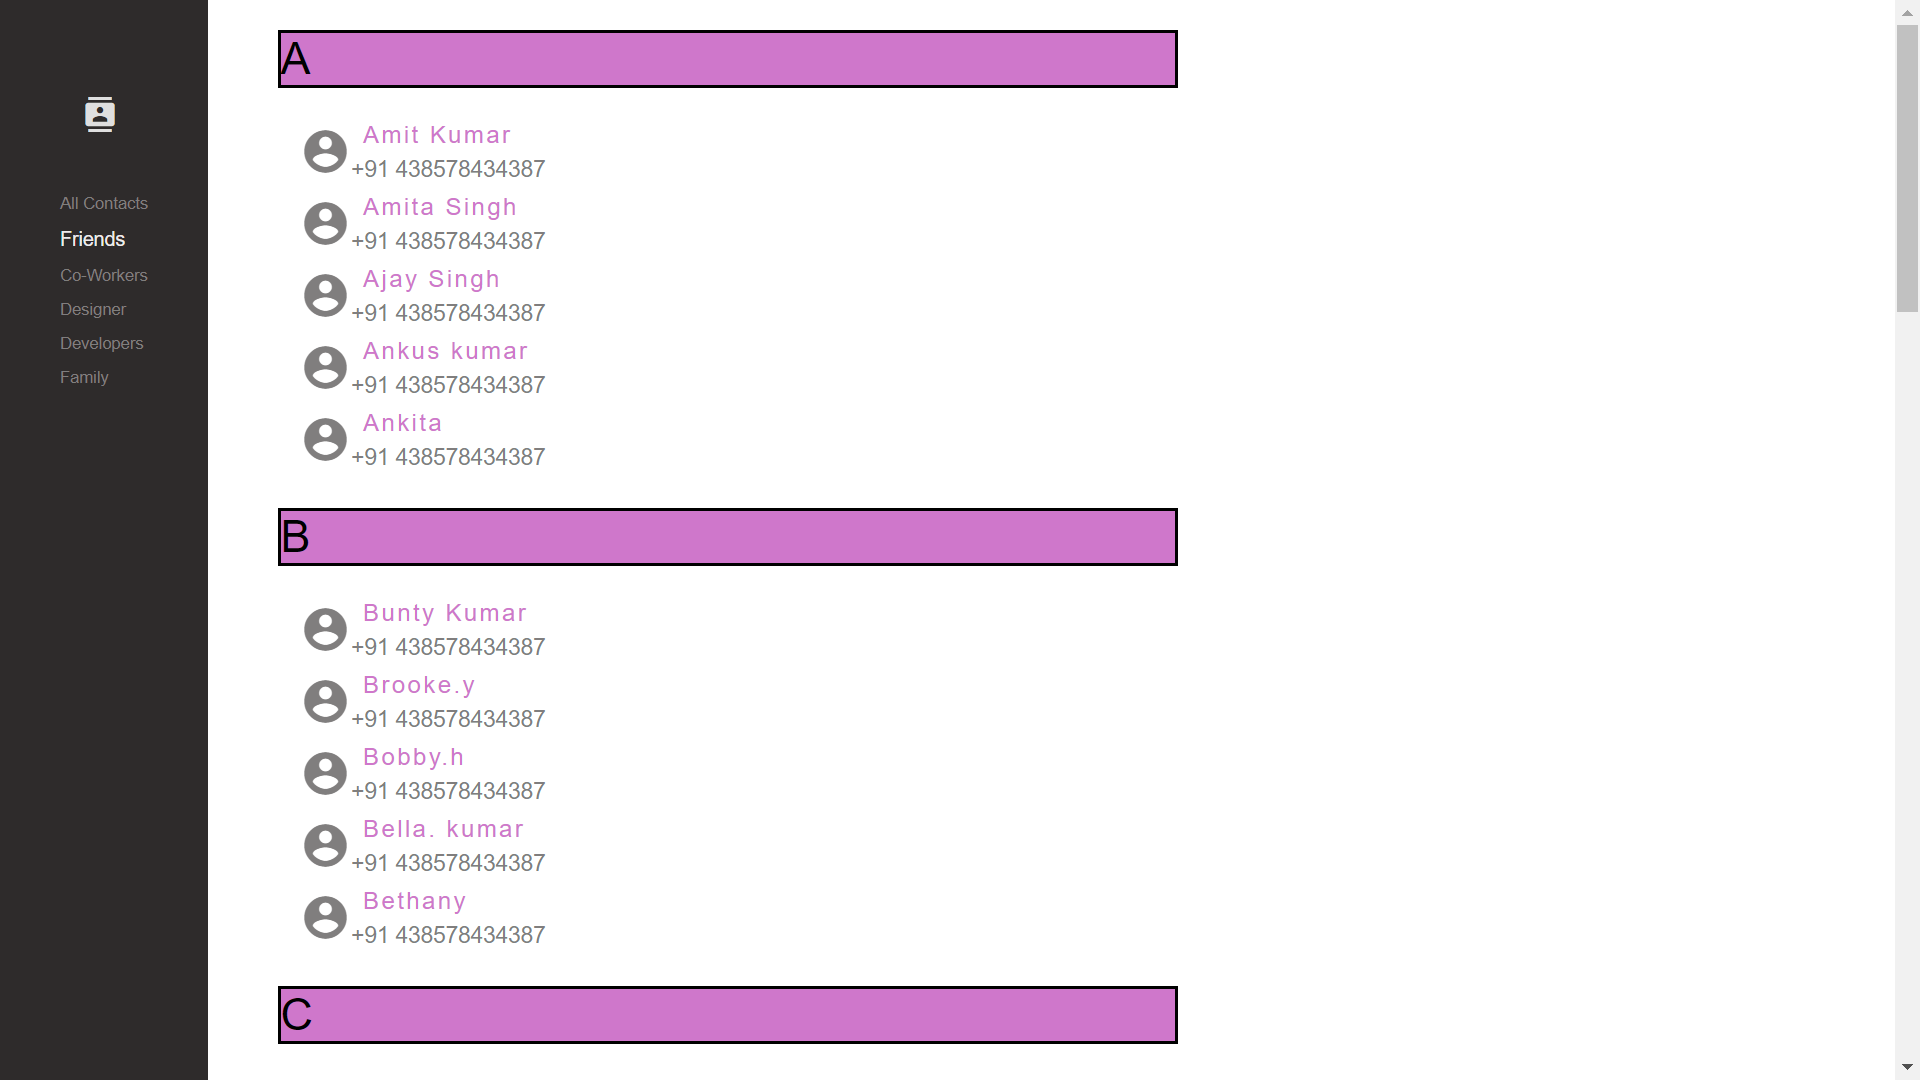 All Contacts
Friends
Co-Workers
Designer
Developers
Family
A
Amit Kumar
+91 438578434387
Amita Singh
+91 438578434387
Ajay Singh
+91 438578434387
Ankus kumar
+91 438578434387
Ankita
+91 438578434387
B
Bunty Kumar
+91 438578434387
Brooke.y
+91 438578434387
Bobby.h
+91 438578434387
Bella. kumar
+91 438578434387
Bethany
+91 438578434387
C